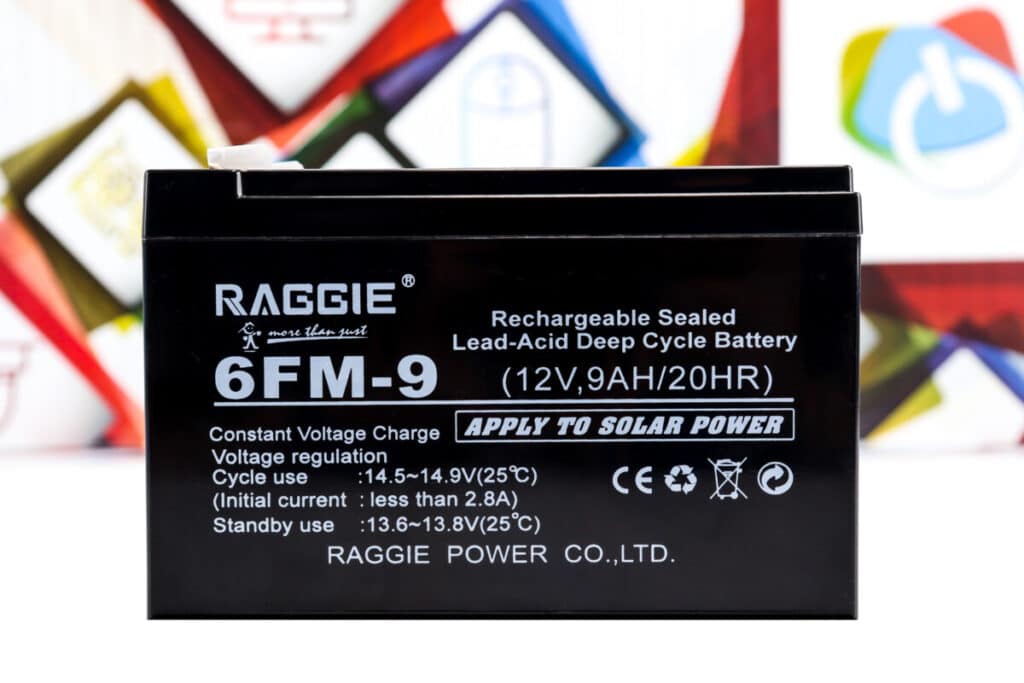 RAGGIE®
more than just
6FM-9
Rechargeable Sealed
Lead-Acid Deep Cycle Battery
(12V,9AH/20HR)
APPLY TO SOLAR POWER
Constant Voltage Charge
Voltage regulation
Cycle use :14.5~14.9V(25℃)
(Initial current : less than 2.8A)
Standby use :13.6~13.8V(25℃)
CE
RAGGIE POWER CO.,LTD.